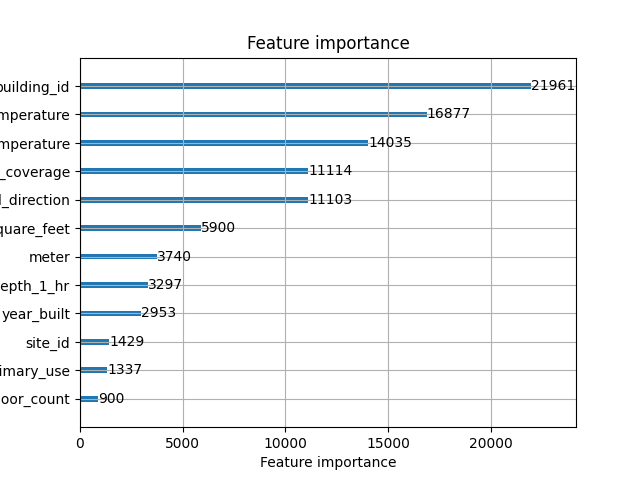 Feature importance
building_id 21961
mperature 16877
mperature 14035
_coverage 11114
l_direction 11103
quare_feet 5900
meter 3740
epth_1_hr 3297
year_built 2953
site_id 1429
imary_use 1337
oor_count 900
0 5000 10000 15000 20000
Feature importance